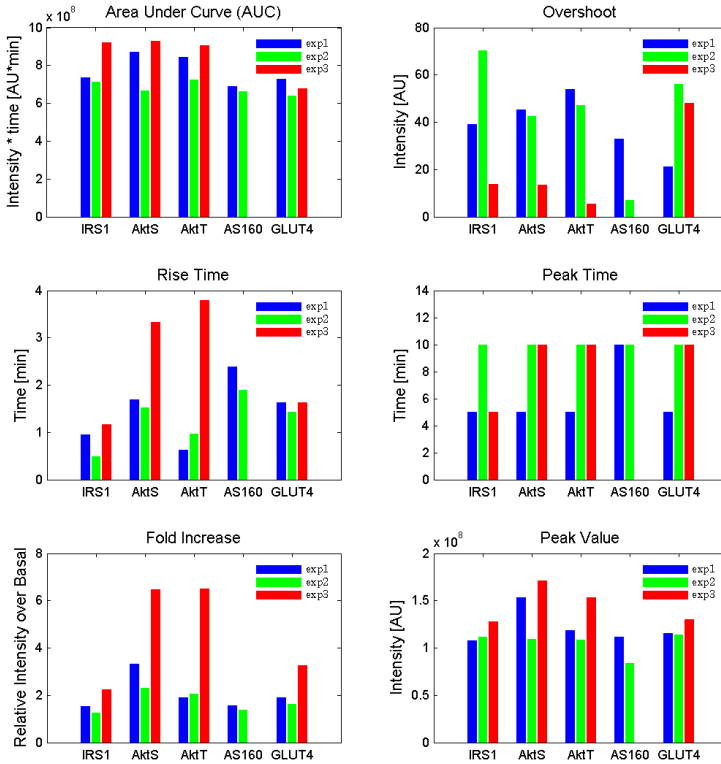 Area Under Curve (AUC)
x 10^8
Intensity * time [AU*min]
10
8
6
4
2
0
exp1
exp2
exp3
IRS1 AktS AktT AS160 GLUT4
Overshoot
Intensity [AU]
80
60
40
20
0
exp1
exp2
exp3
IRS1 AktS AktT AS160 GLUT4
Rise Time
Time [min]
4
3
2
1
0
exp1
exp2
exp3
IRS1 AktS AktT AS160 GLUT4
Peak Time
Time [min]
14
12
10
8
6
4
2
0
exp1
exp2
exp3
IRS1 AktS AktT AS160 GLUT4
Fold Increase
Relative Intensity over Basal
8
6
4
2
0
exp1
exp2
exp3
IRS1 AktS AktT AS160 GLUT4
Peak Value
x 10^8
Intensity [AU]
2
1.5
1
0.5
0
exp1
exp2
exp3
IRS1 AktS AktT AS160 GLUT4